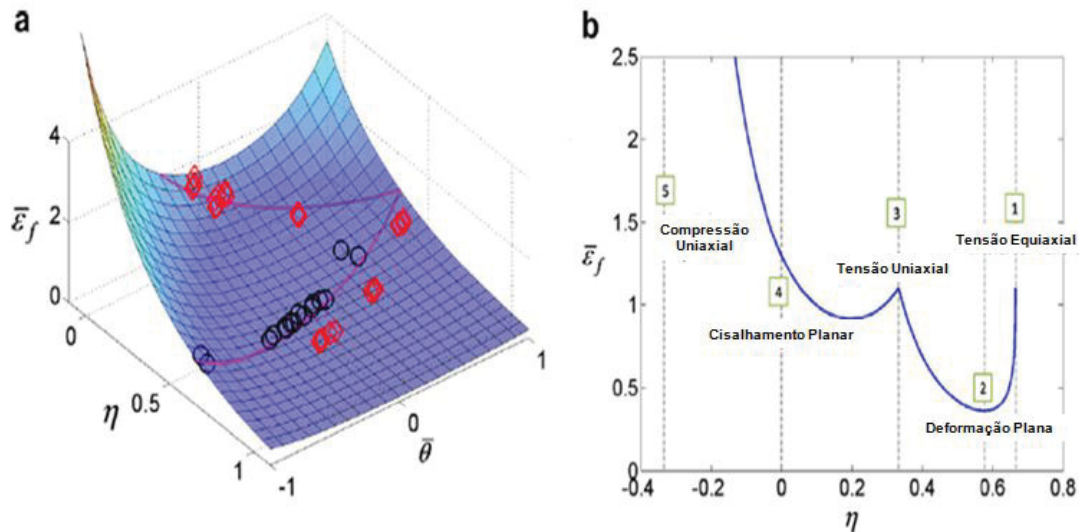 a
4
2
0
ε̄f
0
0.5
1
η
-1
0
1
θ̄
b
2.5
2
1.5
1
0.5
0
ε̄f
5
Compressão
Uniaxial
4
Cisalhamento Planar
3
Tensão Uniaxial
1
Tensão Equiaxial
2
Deformação Plana
-0.4
-0.2
0
0.2
0.4
0.6
0.8
η